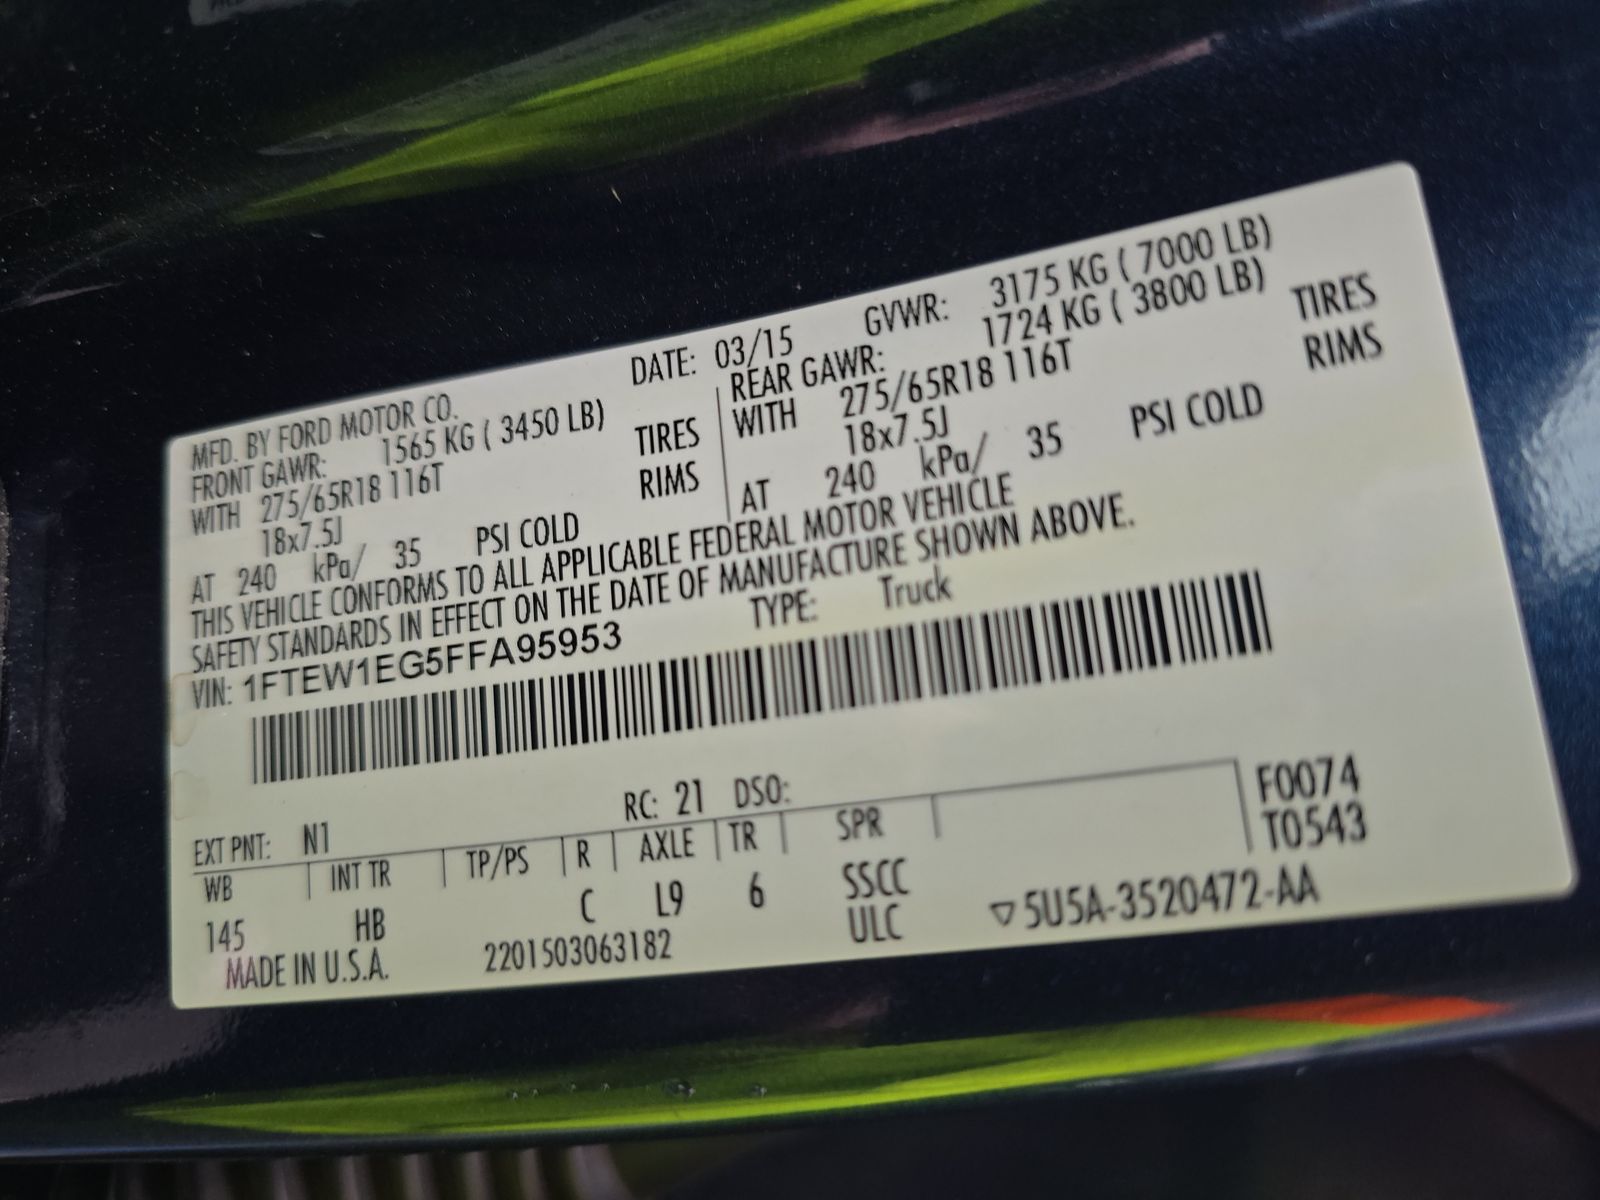 MFD. BY FORD MOTOR CO.
DATE: 03/15
GVWR: 3175 KG ( 7000 LB)
FRONT GAWR: 1565 KG ( 3450 LB)
WITH 275/65R18 116T TIRES
18x7.5J RIMS
AT 240 kPa/ 35 PSI COLD
REAR GAWR: 1724 KG ( 3800 LB)
WITH 275/65R18 116T TIRES
18x7.5J RIMS
AT 240 kPa/ 35 PSI COLD
THIS VEHICLE CONFORMS TO ALL APPLICABLE FEDERAL MOTOR VEHICLE
SAFETY STANDARDS IN EFFECT ON THE DATE OF MANUFACTURE SHOWN ABOVE.
VIN: 1FTEW1EG5FFA95953 TYPE: Truck
EXT PNT: N1 RC: 21 DSO: F0074
WB INT TR TP/PS R AXLE TR SPR T0543
145 HB C L9 6 SSCC
ULC ▽5U5A-3520472-AA
MADE IN U.S.A. 2201503063182